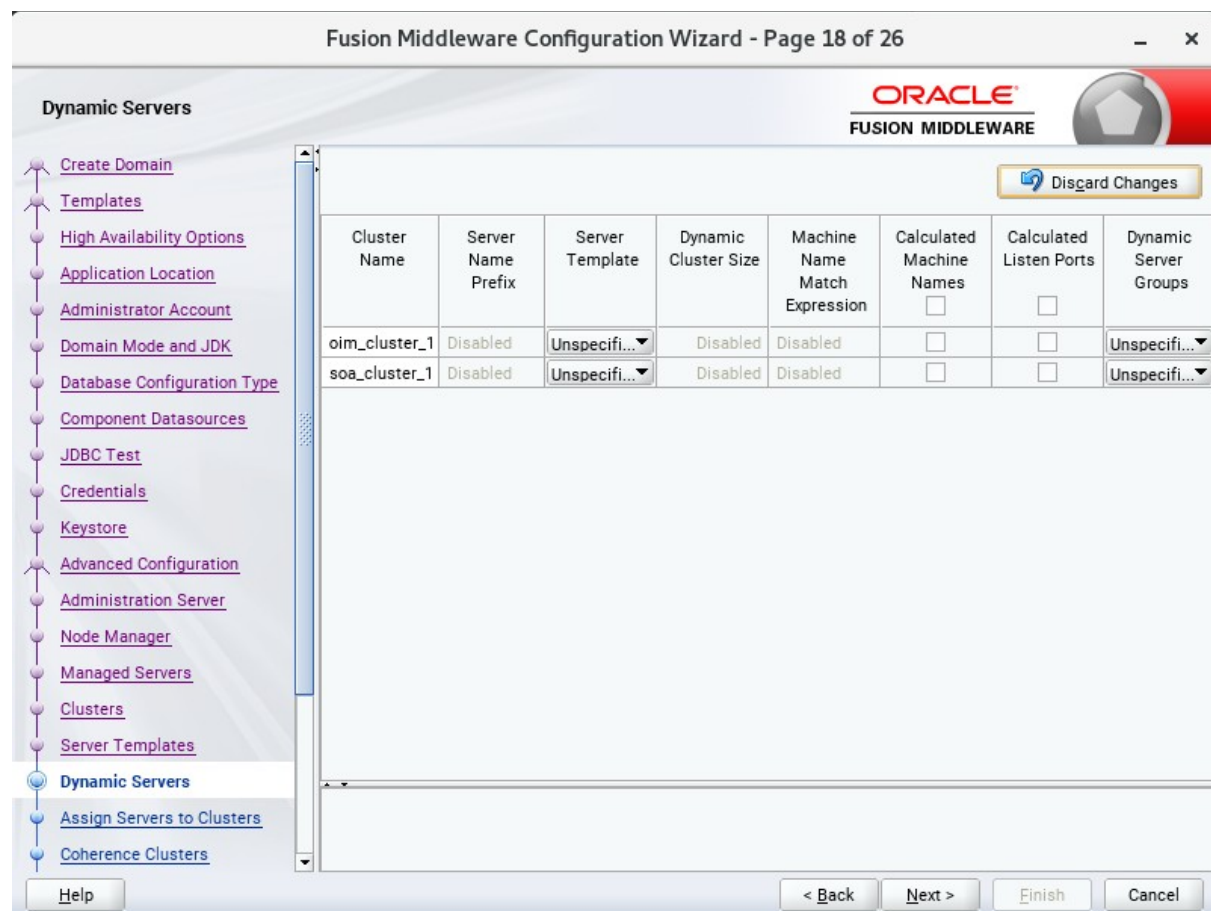 Fusion Middleware Configuration Wizard - Page 18 of 26
Dynamic Servers
ORACLE
FUSION MIDDLEWARE
Create Domain
Templates
High Availability Options
Application Location
Administrator Account
Domain Mode and JDK
Database Configuration Type
Component Datasources
JDBC Test
Credentials
Keystore
Advanced Configuration
Administration Server
Node Manager
Managed Servers
Clusters
Server Templates
Dynamic Servers
Assign Servers to Clusters
Coherence Clusters
Discard Changes
Cluster Name Server Name Prefix Server Template Dynamic Cluster Size Machine Name Match Expression Calculated Machine Names Calculated Listen Ports Dynamic Server Groups
oim_cluster_1 Disabled Unspecifi... Disabled Disabled Unspecifi...
soa_cluster_1 Disabled Unspecifi... Disabled Disabled Unspecifi...
Help < Back Next > Finish Cancel